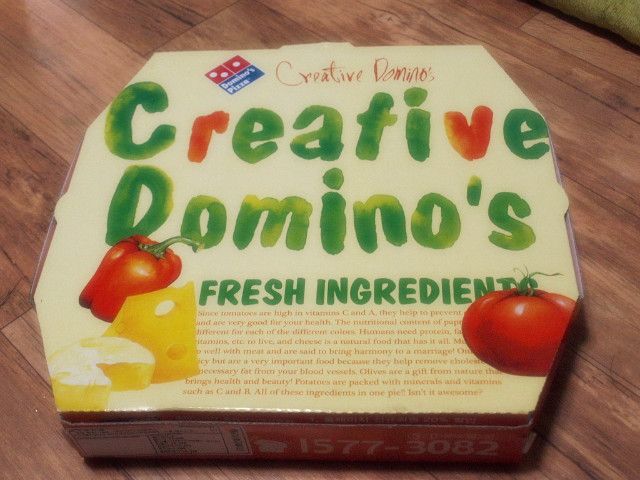 Domino's
Pizza
Creative Domino's
Creative
Domino's
FRESH INGREDIENTS
Since tomatoes are high in vitamins C and A, they help to prevent
and are very good for your health. The nutritional content of
different for each of the different colors. Humans need protein,
vitamins, etc to live, and cheese is a natural food that has it all.
well with meat and are said to bring harmony to a marriage!
but are a very important food because they help remove
necessary fat from your blood vessels. Olives are a gift from nature that
brings health and beauty! Potatoes are packed with minerals and vitamins
such as C and B. All of these ingredients in one pie!! Isn't it awesome?
1577-3082